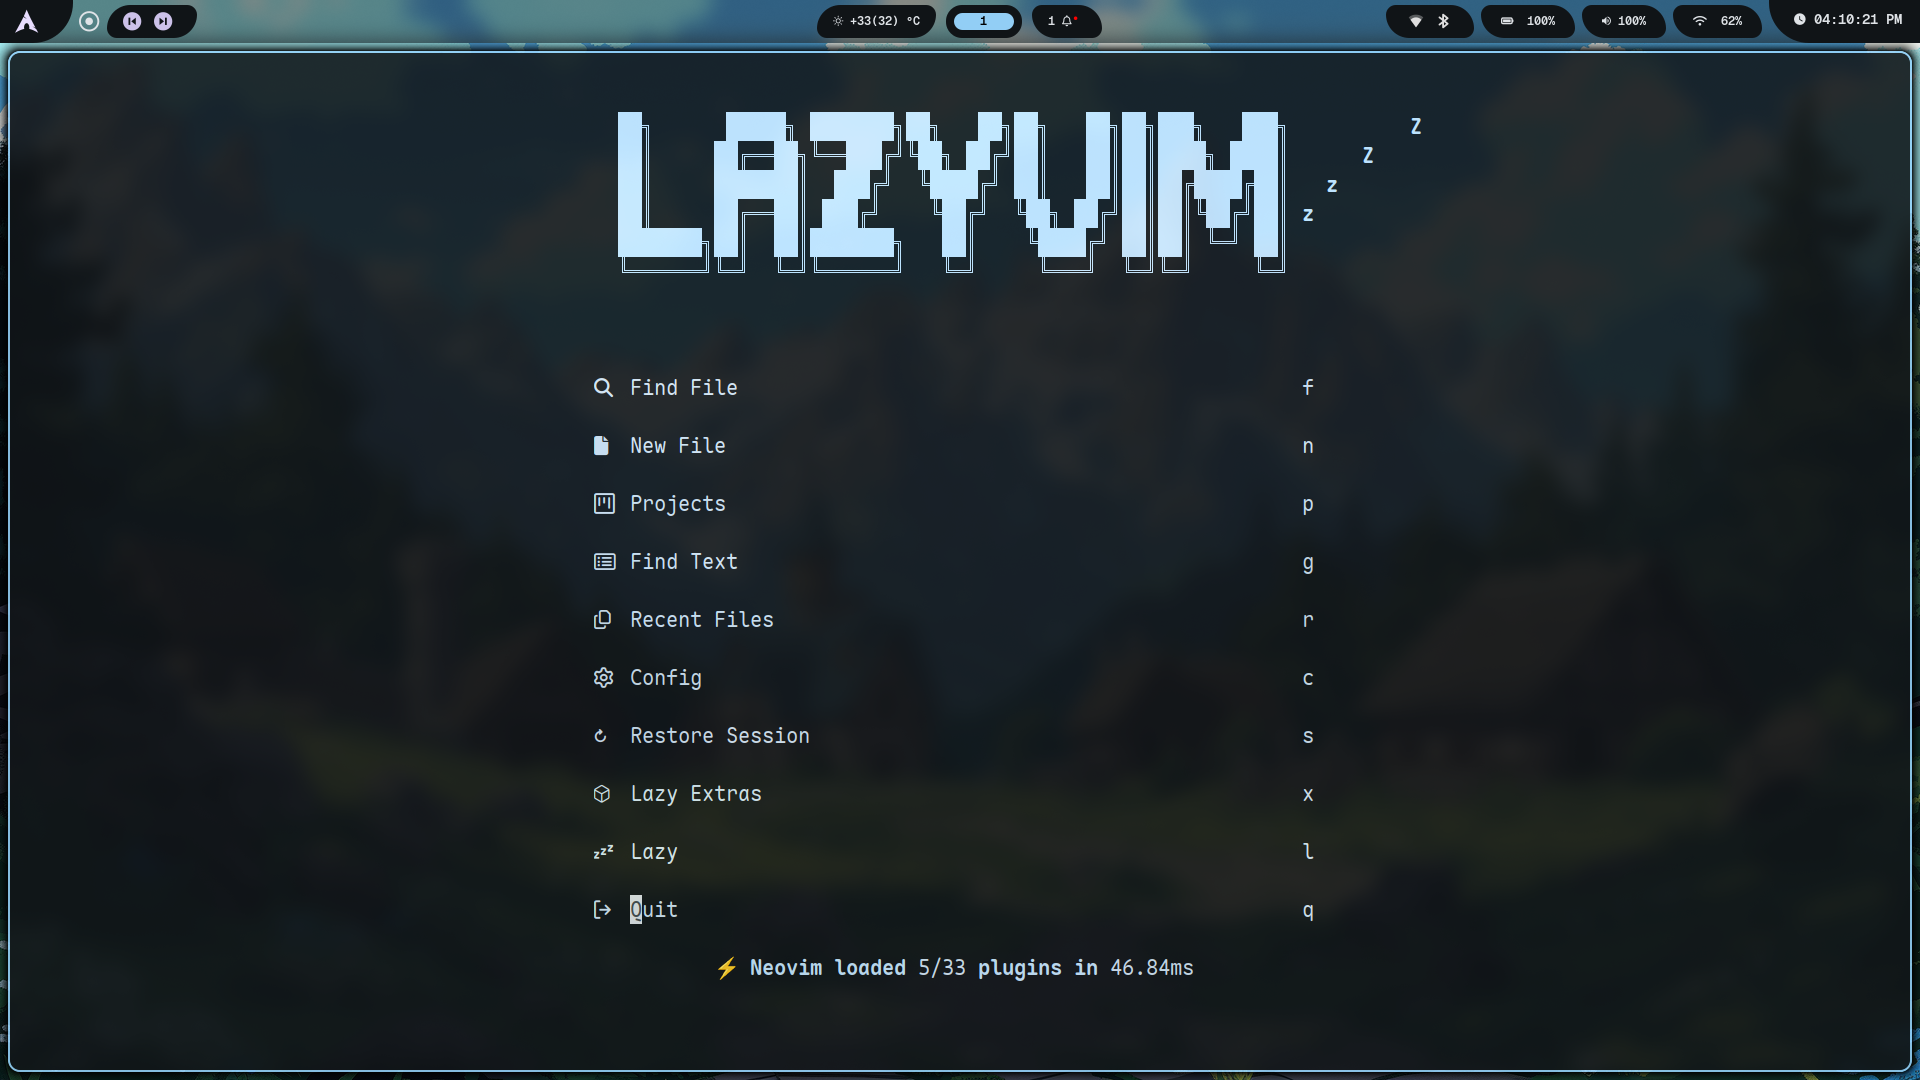 +33(32) °C
1
1
100%
100%
62%
04:10:21 PM
LAZYVIM
Z
Z
z
z
Find File f
New File n
Projects p
Find Text g
Recent Files r
Config c
Restore Session s
Lazy Extras x
zzz Lazy l
Quit q
⚡ Neovim loaded 5/33 plugins in 46.84ms